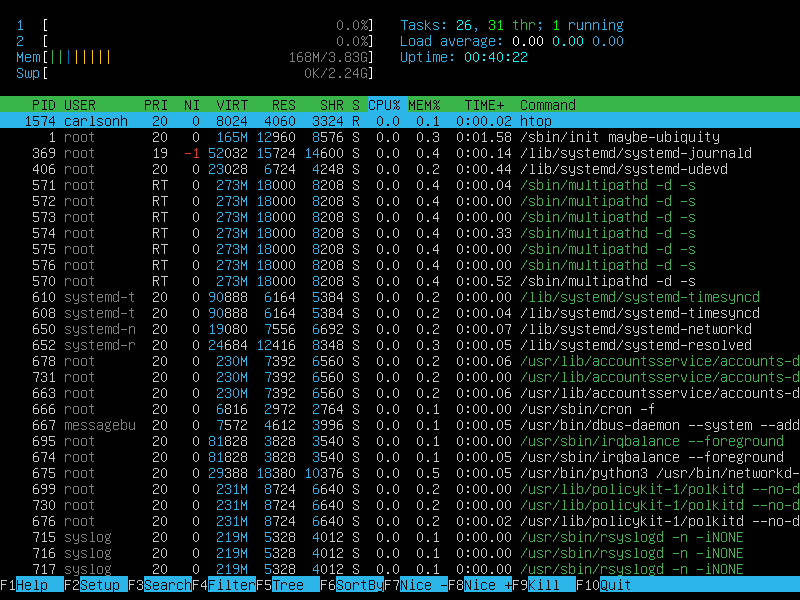 1 [ 0.0%] Tasks: 26, 31 thr; 1 running
2 [ 0.0%] Load average: 0.00 0.00 0.00
Mem[|||||||| 168M/3.83G] Uptime: 00:40:22
Swp[ 0K/2.24G]
PID USER PRI NI VIRT RES SHR S CPU% MEM% TIME+ Command
1574 carlsonh 20 0 8024 4060 3324 R 0.0 0.1 0:00.02 htop
1 root 20 0 165M 12960 8576 S 0.0 0.3 0:01.58 /sbin/init maybe-ubiquity
369 root 19 -1 52032 15724 14600 S 0.0 0.4 0:00.14 /lib/systemd/systemd-journald
406 root 20 0 23028 6724 4248 S 0.0 0.2 0:00.44 /lib/systemd/systemd-udevd
571 root RT 0 273M 18000 8208 S 0.0 0.4 0:00.04 /sbin/multipathd -d -s
572 root RT 0 273M 18000 8208 S 0.0 0.4 0:00.00 /sbin/multipathd -d -s
573 root RT 0 273M 18000 8208 S 0.0 0.4 0:00.00 /sbin/multipathd -d -s
574 root RT 0 273M 18000 8208 S 0.0 0.4 0:00.33 /sbin/multipathd -d -s
575 root RT 0 273M 18000 8208 S 0.0 0.4 0:00.00 /sbin/multipathd -d -s
576 root RT 0 273M 18000 8208 S 0.0 0.4 0:00.00 /sbin/multipathd -d -s
570 root RT 0 273M 18000 8208 S 0.0 0.4 0:00.52 /sbin/multipathd -d -s
610 systemd-t 20 0 90888 6164 5384 S 0.0 0.2 0:00.00 /lib/systemd/systemd-timesyncd
608 systemd-t 20 0 90888 6164 5384 S 0.0 0.2 0:00.04 /lib/systemd/systemd-timesyncd
650 systemd-n 20 0 19080 7556 6692 S 0.0 0.2 0:00.07 /lib/systemd/systemd-networkd
652 systemd-r 20 0 24684 12416 8348 S 0.0 0.3 0:00.05 /lib/systemd/systemd-resolved
678 root 20 0 230M 7392 6560 S 0.0 0.2 0:00.06 /usr/lib/accountsservice/accounts-d
731 root 20 0 230M 7392 6560 S 0.0 0.2 0:00.00 /usr/lib/accountsservice/accounts-d
663 root 20 0 230M 7392 6560 S 0.0 0.2 0:00.06 /usr/lib/accountsservice/accounts-d
666 root 20 0 6816 2972 2764 S 0.0 0.1 0:00.00 /usr/sbin/cron -f
667 messagebu 20 0 7572 4612 3996 S 0.0 0.1 0:00.05 /usr/bin/dbus-daemon --system --add
695 root 20 0 81828 3828 3540 S 0.0 0.1 0:00.00 /usr/sbin/irqbalance --foreground
674 root 20 0 81828 3828 3540 S 0.0 0.1 0:00.00 /usr/sbin/irqbalance --foreground
675 root 20 0 29388 18380 10376 S 0.0 0.5 0:00.05 /usr/bin/python3 /usr/bin/networkd-
699 root 20 0 231M 8724 6640 S 0.0 0.2 0:00.00 /usr/lib/policykit-1/polkitd --no-d
730 root 20 0 231M 8724 6640 S 0.0 0.2 0:00.00 /usr/lib/policykit-1/polkitd --no-d
676 root 20 0 231M 8724 6640 S 0.0 0.2 0:00.02 /usr/lib/policykit-1/polkitd --no-d
715 syslog 20 0 219M 5328 4012 S 0.0 0.1 0:00.00 /usr/sbin/rsyslogd -n -iNONE
716 syslog 20 0 219M 5328 4012 S 0.0 0.1 0:00.00 /usr/sbin/rsyslogd -n -iNONE
717 syslog 20 0 219M 5328 4012 S 0.0 0.1 0:00.00 /usr/sbin/rsyslogd -n -iNONE
F1Help F2Setup F3SearchF4FilterF5Tree F6SortByF7Nice -F8Nice +F9Kill F10Quit